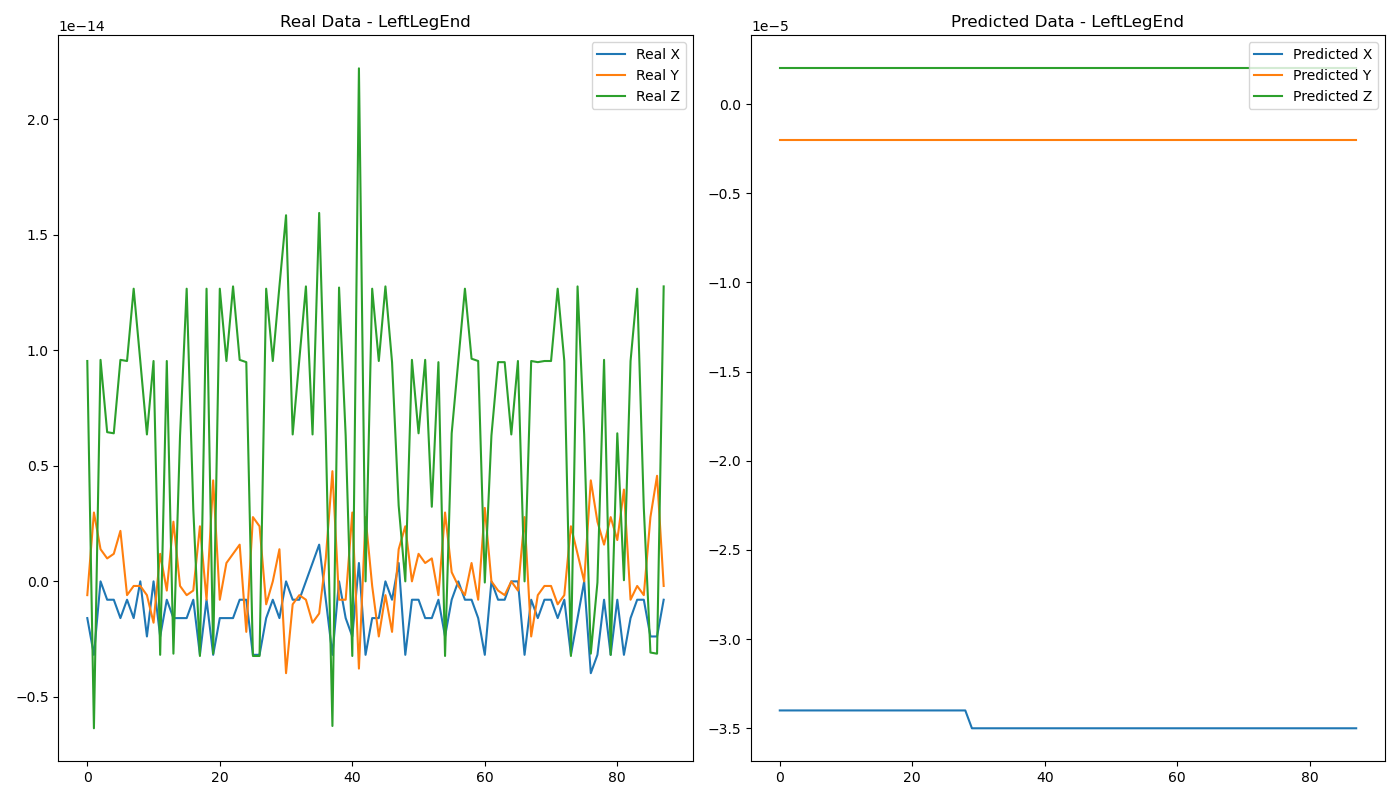 Real Data - LeftLegEnd
1e−14
Real X
Real Y
Real Z
2.0
1.5
1.0
0.5
0.0
−0.5
0 20 40 60 80
Predicted Data - LeftLegEnd
1e−5
Predicted X
Predicted Y
Predicted Z
0.0
−0.5
−1.0
−1.5
−2.0
−2.5
−3.0
−3.5
0 20 40 60 80